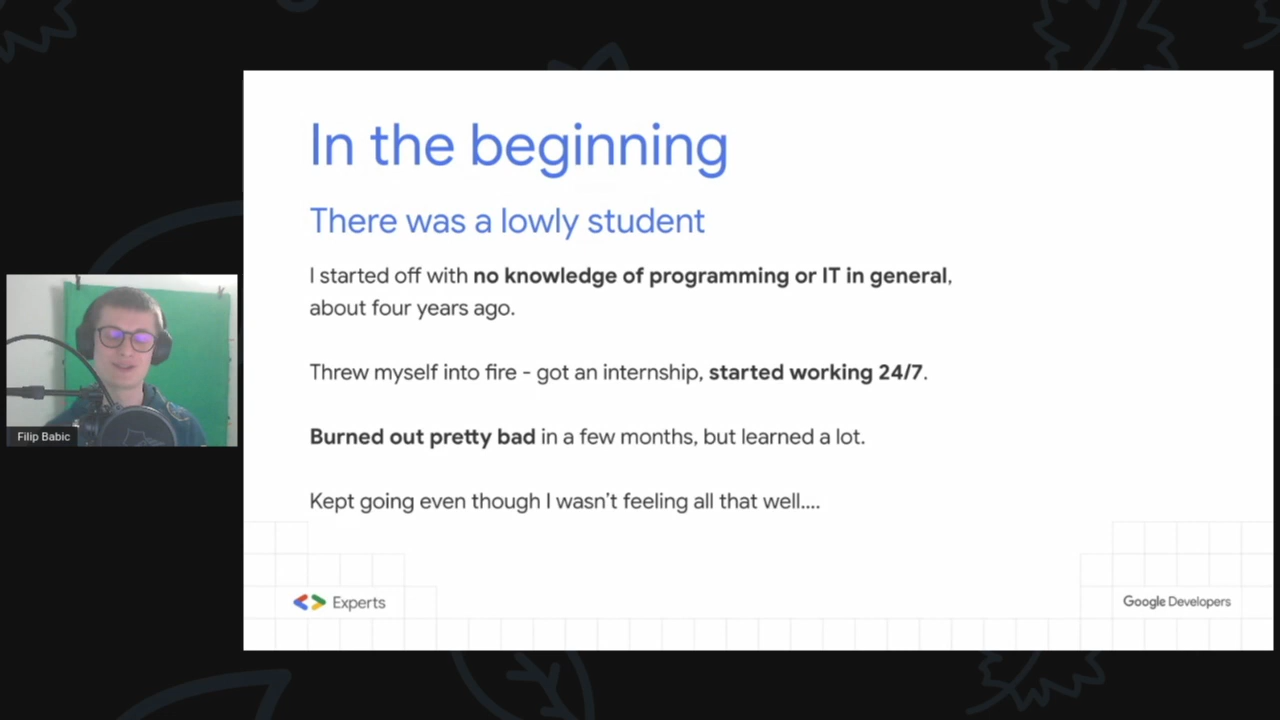 In the beginning
There was a lowly student
I started off with no knowledge of programming or IT in general,
about four years ago.
Threw myself into fire - got an internship, started working 24/7.
Burned out pretty bad in a few months, but learned a lot.
Kept going even though I wasn’t feeling all that well....
Filip Babic
Experts
Google Developers